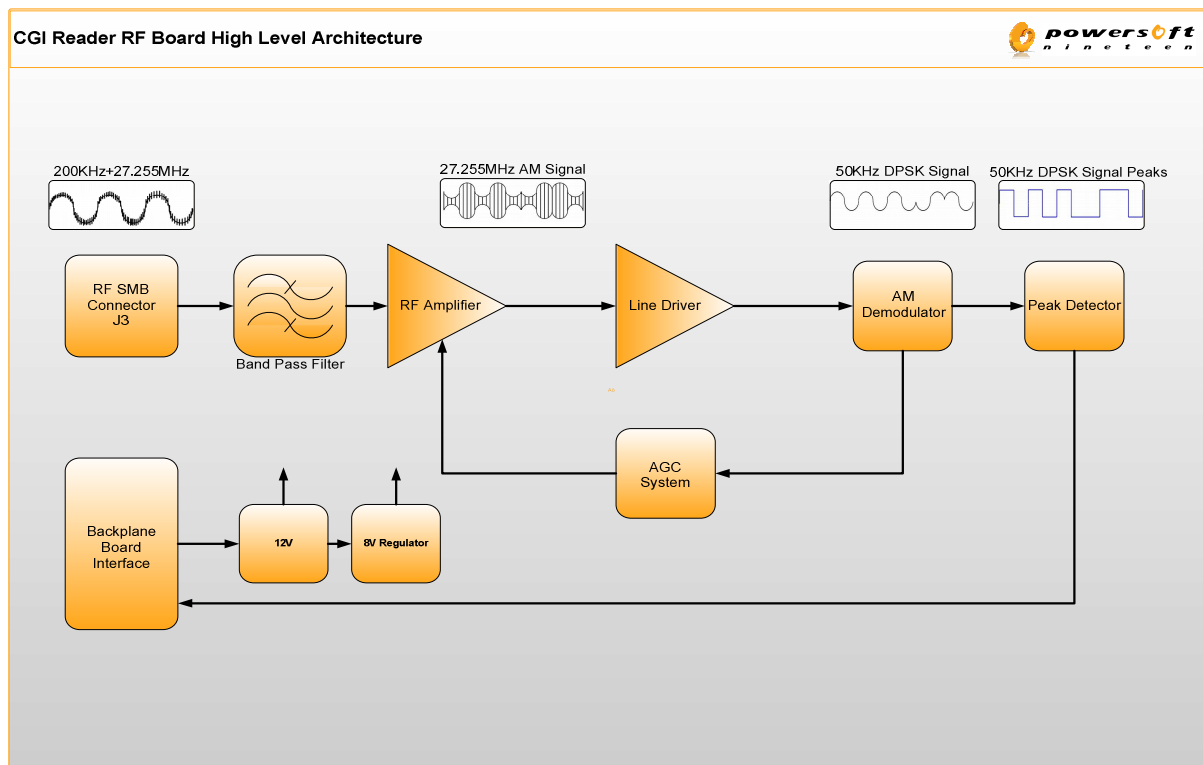 CGI Reader RF Board High Level Architecture
powersoft
nineteen
200KHz+27.255MHz
27.255MHz AM Signal
50KHz DPSK Signal
50KHz DPSK Signal Peaks
RF SMB
Connector
J3
Band Pass Filter
RF Amplifier
Line Driver
AM
Demodulator
Peak Detector
AGC
System
Backplane
Board
Interface
12V
8V Regulator